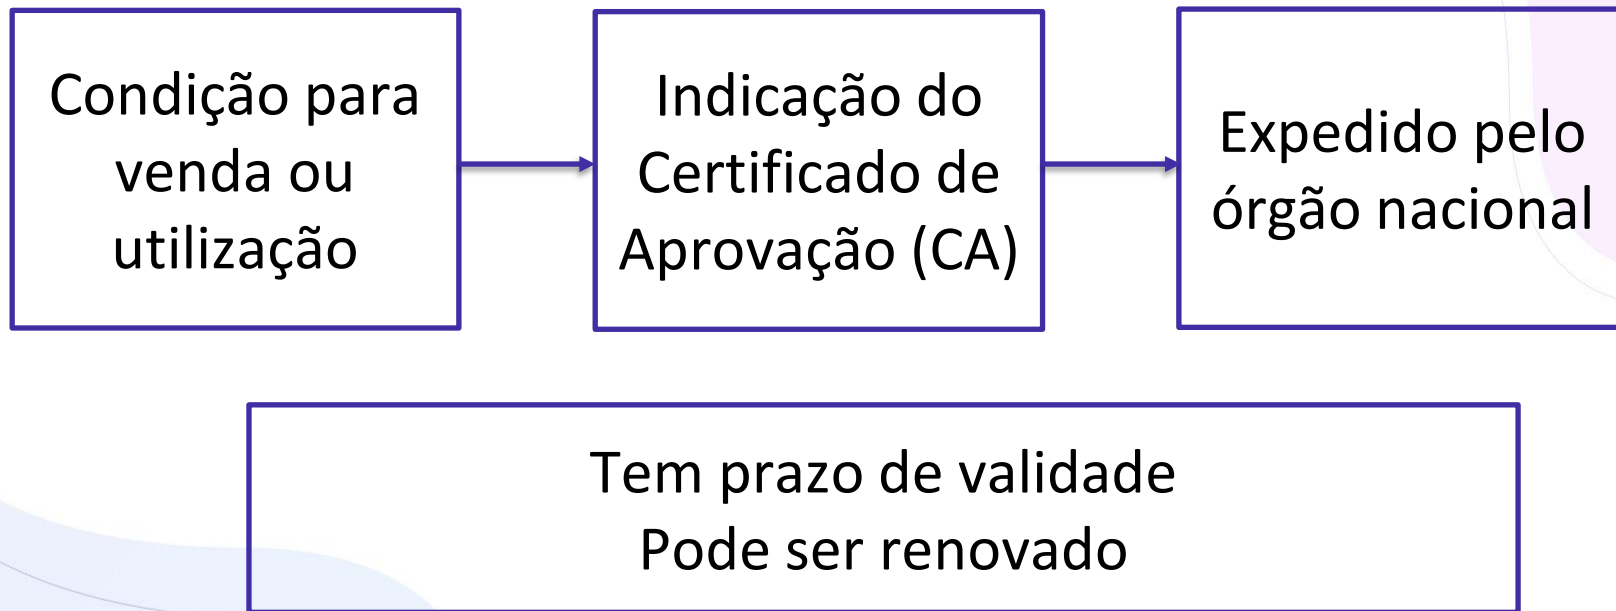 Condição para
venda ou
utilização
Indicação do
Certificado de
Aprovação (CA)
Expedido pelo
órgão nacional
Tem prazo de validade
Pode ser renovado